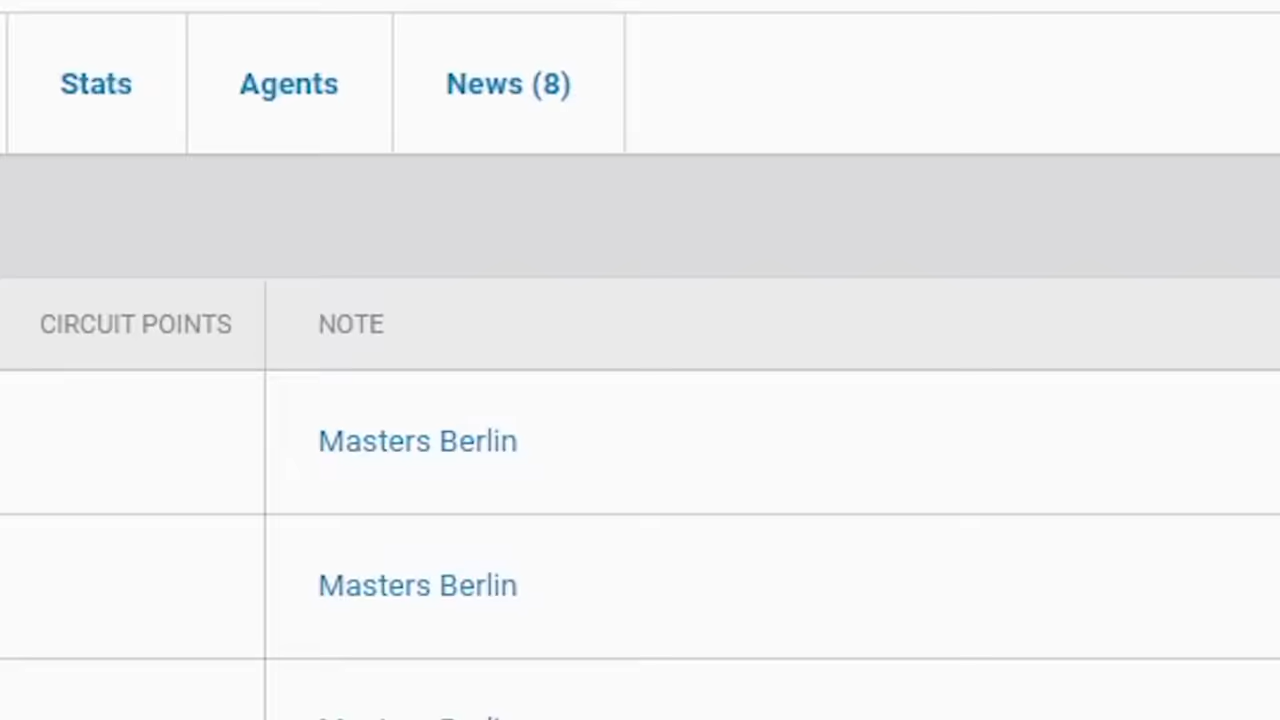 Stats Agents News (8)
CIRCUIT POINTS NOTE
Masters Berlin
Masters Berlin